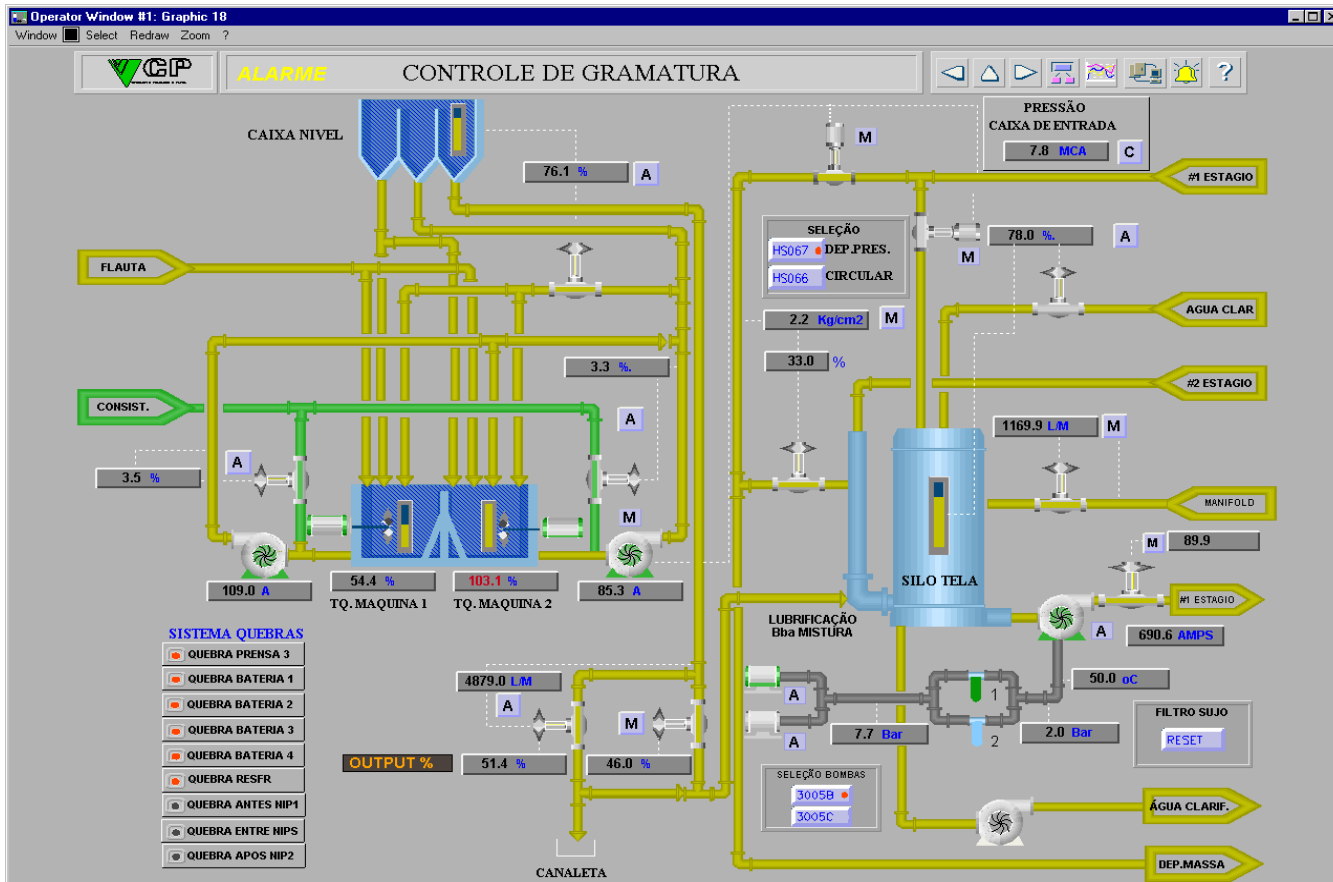 Operator Window #1: Graphic 18
Window Select Redraw Zoom ?
VCP
ALARME
CONTROLE DE GRAMATURA
?
PRESSÃO
CAIXA DE ENTRADA
7.8 MCA C
CAIXA NIVEL
M
76.1 % A
#1 ESTAGIO
SELEÇÃO
HS067 DEP.PRES.
HS066 CIRCULAR
78.0 %. A
M
FLAUTA
AGUA CLAR
2.2 Kg/cm2 M
33.0 %
3.3 %.
#2 ESTAGIO
CONSIST.
A
1169.9 L/M M
A
3.5 %
MANIFOLD
M
M 89.9
SILO TELA
54.4 % 103.1 %
109.0 A
85.3 A
TQ. MAQUINA 1 TQ. MAQUINA 2
#1 ESTAGIO
LUBRIFICAÇÃO
Bba MISTURA
A
690.6 AMPS
SISTEMA QUEBRAS
QUEBRA PRENSA 3
QUEBRA BATERIA 1
QUEBRA BATERIA 2
QUEBRA BATERIA 3
QUEBRA BATERIA 4
QUEBRA RESFR
QUEBRA ANTES NIP1
QUEBRA ENTRE NIPS
QUEBRA APOS NIP2
4879.0 L/M
A
M
OUTPUT %
51.4 %
46.0 %
CANALETA
A
A
1
2
50.0 oC
7.7 Bar
2.0 Bar
FILTRO SUJO
RESET
SELEÇÃO BOMBAS
3005B
3005C
ÁGUA CLARIF.
DEP.MASSA